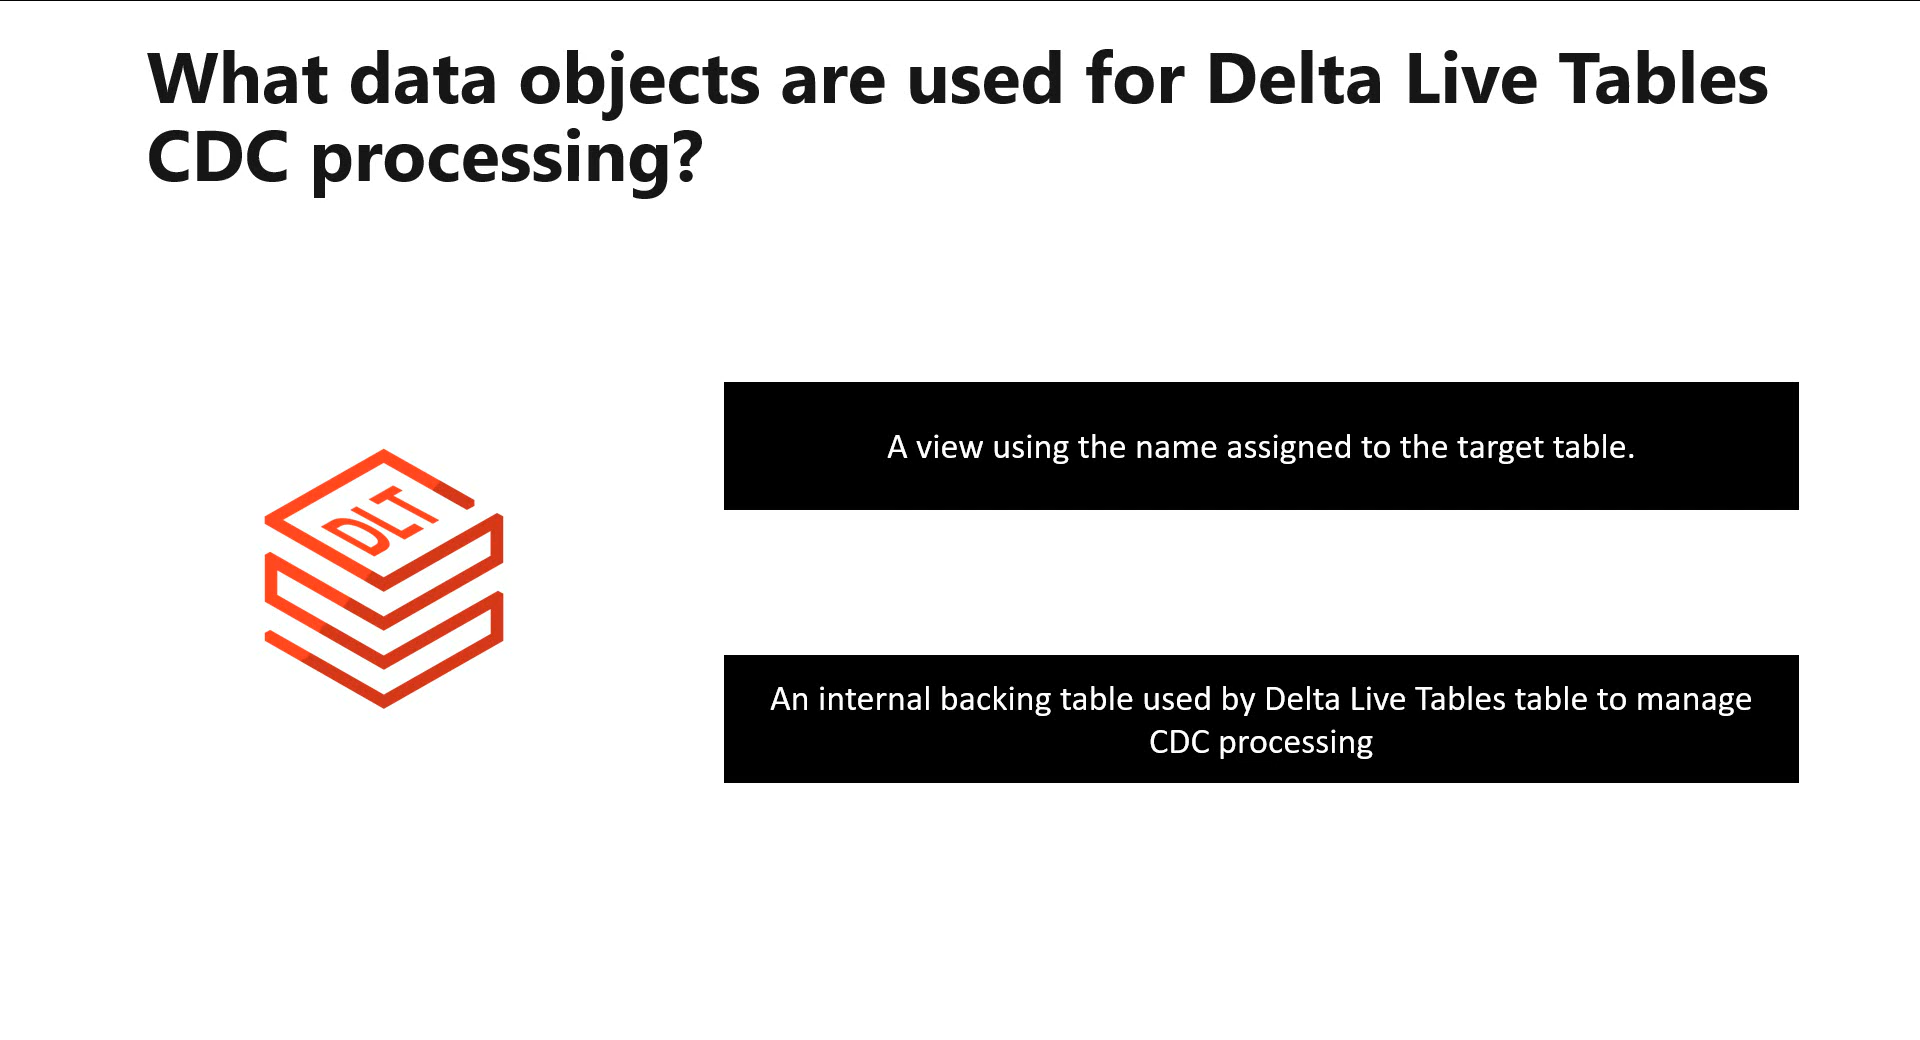 What data objects are used for Delta Live Tables
CDC processing?
DLT
A view using the name assigned to the target table.
An internal backing table used by Delta Live Tables table to manage
CDC processing